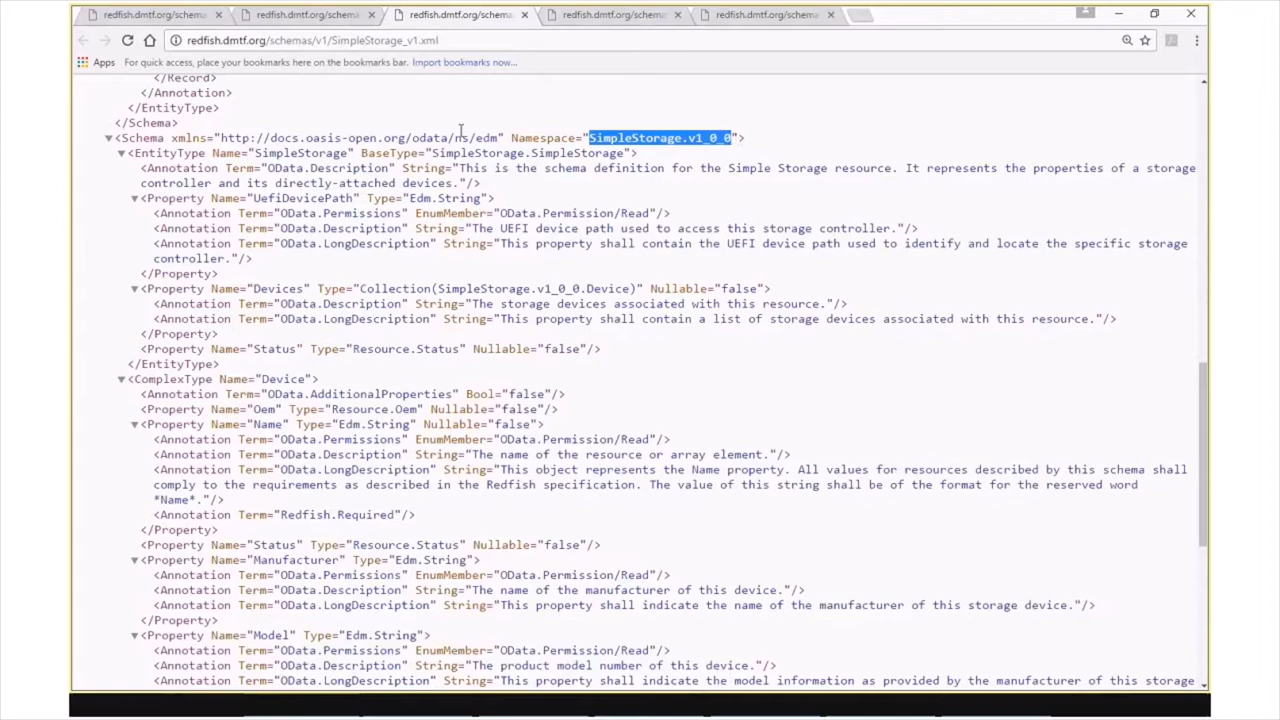 redfish.dmtf.org/schema redfish.dmtf.org/schema redfish.dmtf.org/schema redfish.dmtf.org/schema redfish.dmtf.org/schema
redfish.dmtf.org/schemas/v1/SimpleStorage_v1.xml
Apps For quick access, place your bookmarks here on the bookmarks bar. Import bookmarks now...
</Record>
</Annotation>
</EntityType>
</Schema>
<Schema xmlns="http://docs.oasis-open.org/odata/ns/edm" Namespace="SimpleStorage.v1_0_0">
<EntityType Name="SimpleStorage" BaseType="SimpleStorage.SimpleStorage">
<Annotation Term="OData.Description" String="This is the schema definition for the Simple Storage resource. It represents the properties of a storage
controller and its directly-attached devices."/>
<Property Name="UefiDevicePath" Type="Edm.String">
<Annotation Term="OData.Permissions" EnumMember="OData.Permission/Read"/>
<Annotation Term="OData.Description" String="The UEFI device path used to access this storage controller."/>
<Annotation Term="OData.LongDescription" String="This property shall contain the UEFI device path used to identify and locate the specific storage
controller."/>
</Property>
<Property Name="Devices" Type="Collection(SimpleStorage.v1_0_0.Device)" Nullable="false">
<Annotation Term="OData.Description" String="The storage devices associated with this resource."/>
<Annotation Term="OData.LongDescription" String="This property shall contain a list of storage devices associated with this resource."/>
</Property>
<Property Name="Status" Type="Resource.Status" Nullable="false"/>
</EntityType>
<ComplexType Name="Device">
<Annotation Term="OData.AdditionalProperties" Bool="false"/>
<Property Name="Oem" Type="Resource.Oem" Nullable="false"/>
<Property Name="Name" Type="Edm.String" Nullable="false">
<Annotation Term="OData.Permissions" EnumMember="OData.Permission/Read"/>
<Annotation Term="OData.Description" String="The name of the resource or array element."/>
<Annotation Term="OData.LongDescription" String="This object represents the Name property. All values for resources described by this schema shall
comply to the requirements as described in the Redfish specification. The value of this string shall be of the format for the reserved word
*Name*."/>
<Annotation Term="Redfish.Required"/>
</Property>
<Property Name="Status" Type="Resource.Status" Nullable="false"/>
<Property Name="Manufacturer" Type="Edm.String">
<Annotation Term="OData.Permissions" EnumMember="OData.Permission/Read"/>
<Annotation Term="OData.Description" String="The name of the manufacturer of this device."/>
<Annotation Term="OData.LongDescription" String="This property shall indicate the name of the manufacturer of this storage device."/>
</Property>
<Property Name="Model" Type="Edm.String">
<Annotation Term="OData.Permissions" EnumMember="OData.Permission/Read"/>
<Annotation Term="OData.Description" String="The product model number of this device."/>
<Annotation Term="OData.LongDescription" String="This property shall indicate the model information as provided by the manufacturer of this storage